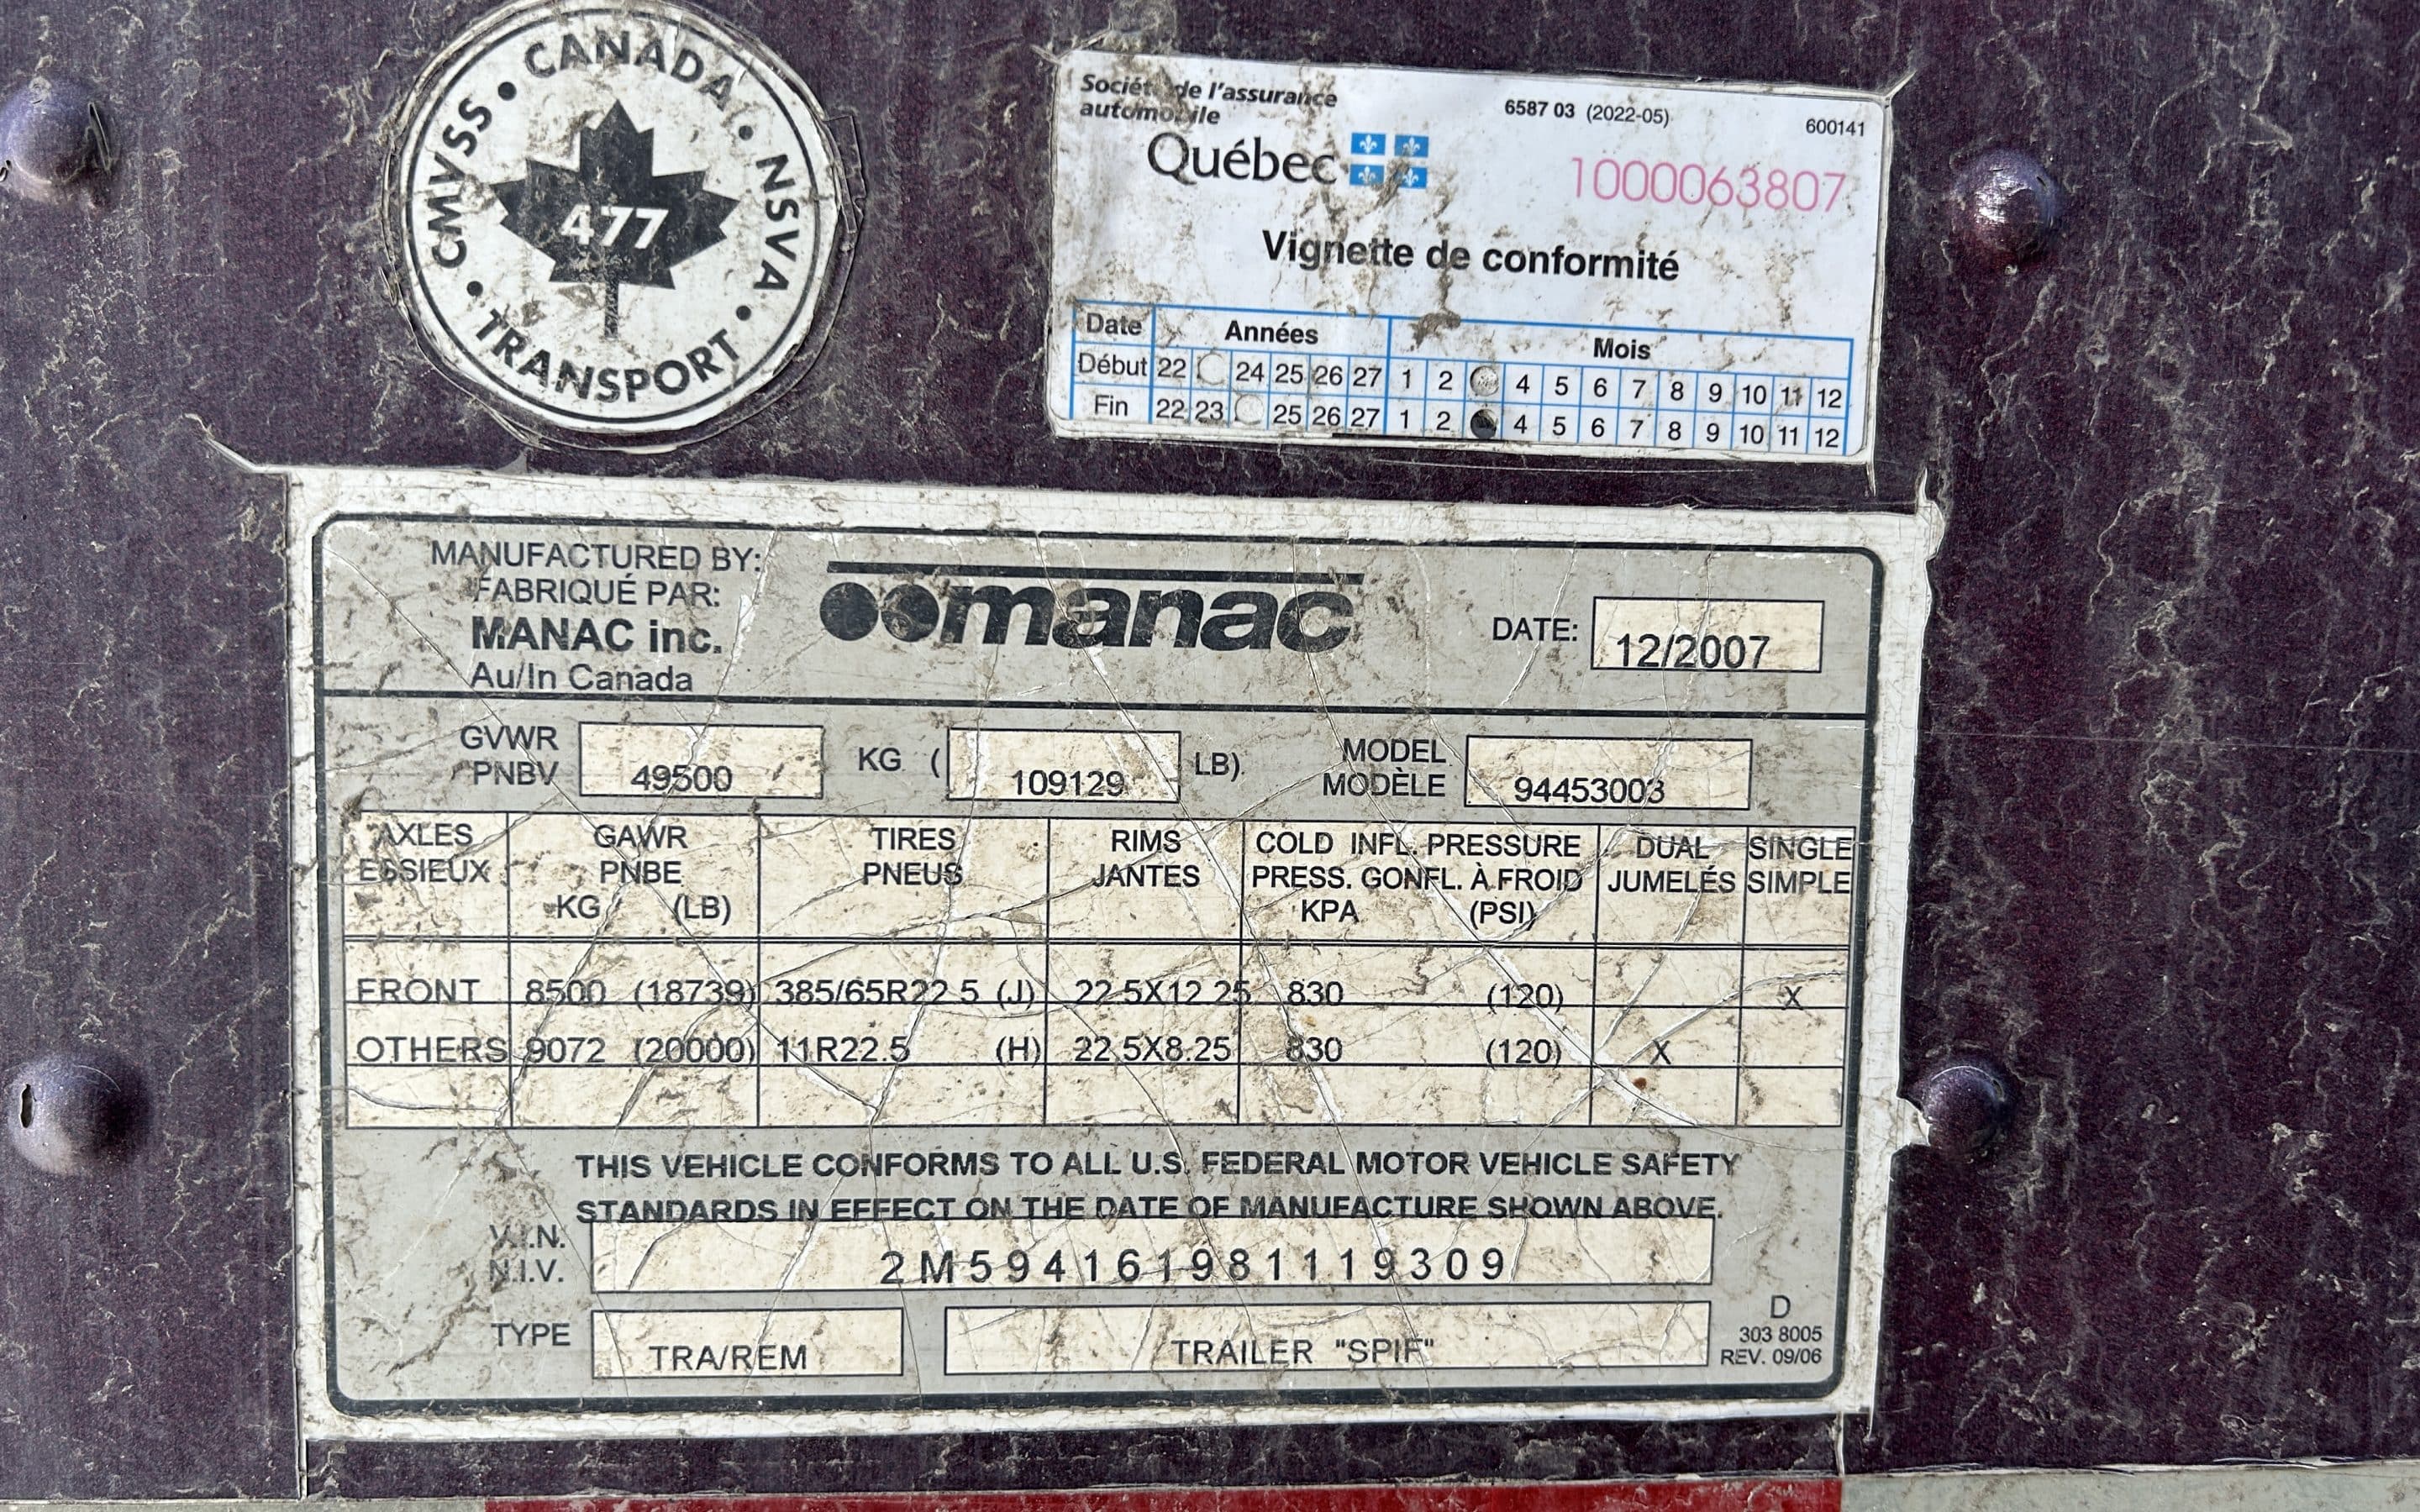 CMVSS • CANADA • NSVA • TRANSPORT •
477
Société de l'assurance
automobile
Québec
6587 03 (2022-05)
600141
1000063807
Vignette de conformité
Date Années Mois
Début 22 24 25 26 27 1 2 4 5 6 7 8 9 10 11 12
Fin 22 23 25 26 27 1 2 4 5 6 7 8 9 10 11 12
MANUFACTURED BY:
FABRIQUÉ PAR:
MANAC inc.
Au/In Canada
manac
DATE: 12/2007
GVWR
PNBV
49500 KG ( 109129 LB)
MODEL
MODÈLE
94453003
AXLES GAWR TIRES RIMS COLD INFL. PRESSURE DUAL SINGLE
ESSIEUX PNBE PNEUS JANTES PRESS. GONFL. À FROID JUMELÉS SIMPLE
KG (LB) KPA (PSI)
FRONT 8500 (18739) 385/65R22.5 (J) 22.5X12.25 830 (120) X
OTHERS 9072 (20000) 11R22.5 (H) 22.5X8.25 830 (120) X
THIS VEHICLE CONFORMS TO ALL U.S. FEDERAL MOTOR VEHICLE SAFETY
STANDARDS IN EFFECT ON THE DATE OF MANUFACTURE SHOWN ABOVE.
V.I.N.
N.I.V.
2M594161981119309
TYPE TRA/REM TRAILER "SPIF"
D
303 8005
REV. 09/06